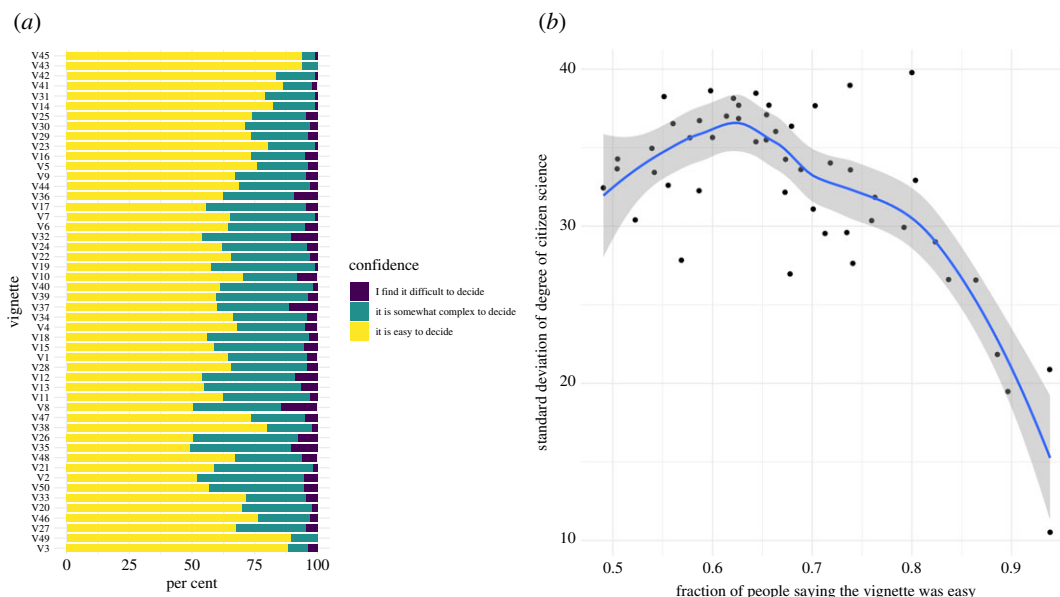 (a)
V45
V43
V42
V41
V31
V14
V25
V30
V29
V23
V16
V5
V9
V44
V36
V17
V7
V6
V32
V24
V22
V19
V10
V40
V39
V37
V34
V4
V18
V15
V1
V28
V12
V13
V11
V8
V47
V38
V26
V35
V48
V21
V2
V50
V33
V20
V46
V27
V49
V3
vignette
0 25 50 75 100
per cent
confidence
I find it difficult to decide
it is somewhat complex to decide
it is easy to decide
(b)
40
30
20
10
standard deviation of degree of citizen science
0.5 0.6 0.7 0.8 0.9
fraction of people saying the vignette was easy